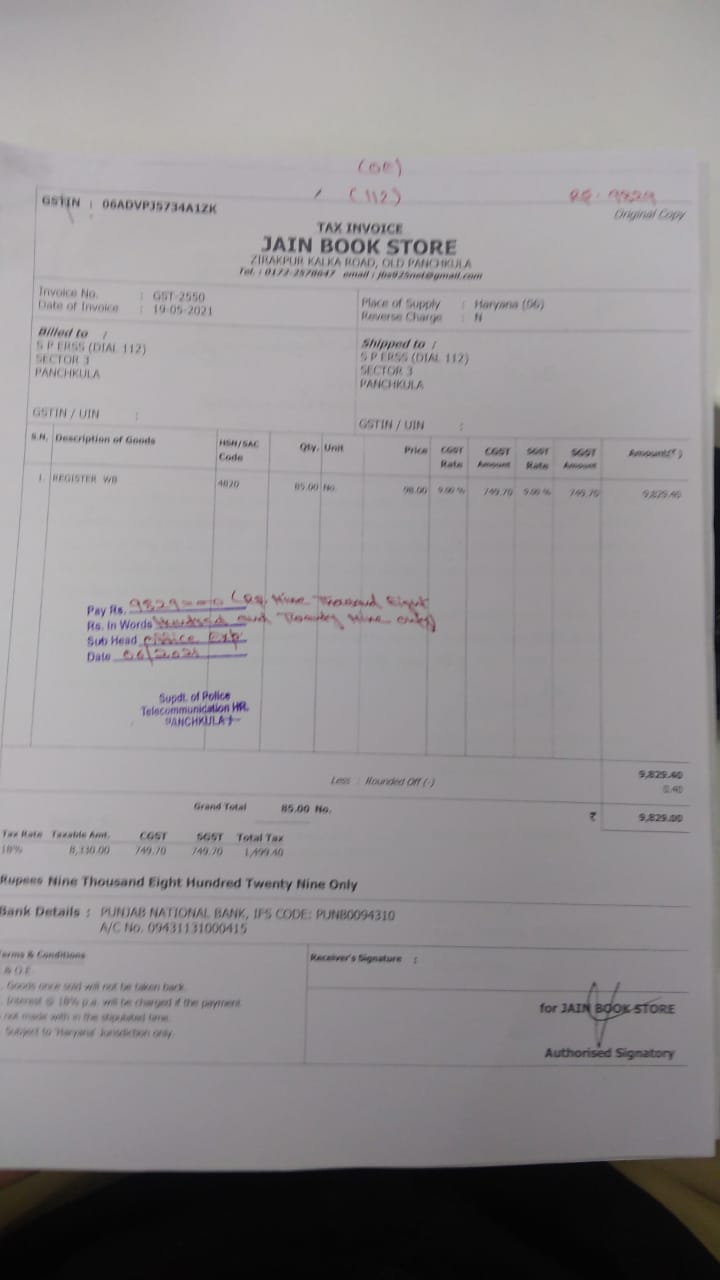 (OE)
(112)
RS. 9829
GSTIN : 06ADVPJ5734A1ZK
Original Copy
TAX INVOICE
JAIN BOOK STORE
ZIRAKPUR KALKA ROAD, OLD PANCHKULA
Tel. : 0172-2570047 email : jbs925net@gmail.com
Invoice No. : GST-2550
Date of Invoice : 19-05-2021
Place of Supply : Haryana (06)
Reverse Charge : N
Billed to :
S P ERSS (DIAL 112)
SECTOR 3
PANCHKULA
GSTIN / UIN :
Shipped to :
S P ERSS (DIAL 112)
SECTOR 3
PANCHKULA
GSTIN / UIN :
S.N. Description of Goods HSN/SAC Code Qty. Unit Price CGST Rate CGST Amount SGST Rate SGST Amount Amount(₹)
1. REGISTER WB 4820 85.00 No. 98.00 9.00 % 749.70 9.00 % 749.70 9,829.40
Pay Rs. 9829=00 (RS. Nine Thousand Eight
Rs. In Words Hundred and Twenty Nine only)
Sub Head office Exp.
Date 06/2021
Supdt. of Police
Telecommunication HR.
PANCHKULA
9,829.40
Less : Rounded Off (-) 0.40
Grand Total 85.00 No. ₹ 9,829.00
Tax Rate Taxable Amt. CGST SGST Total Tax
18% 8,330.00 749.70 749.70 1,499.40
Rupees Nine Thousand Eight Hundred Twenty Nine Only
Bank Details : PUNJAB NATIONAL BANK, IFS CODE: PUNB0094310
A/C No. 09431131000415
Terms & Conditions
& O.E.
. Goods once sold will not be taken back.
. Interest @ 18% p.a. will be charged if the payment
not made with in the stipulated time.
. Subject to 'Haryana' Jurisdiction only.
Receiver's Signature :
for JAIN BOOK STORE
Authorised Signatory